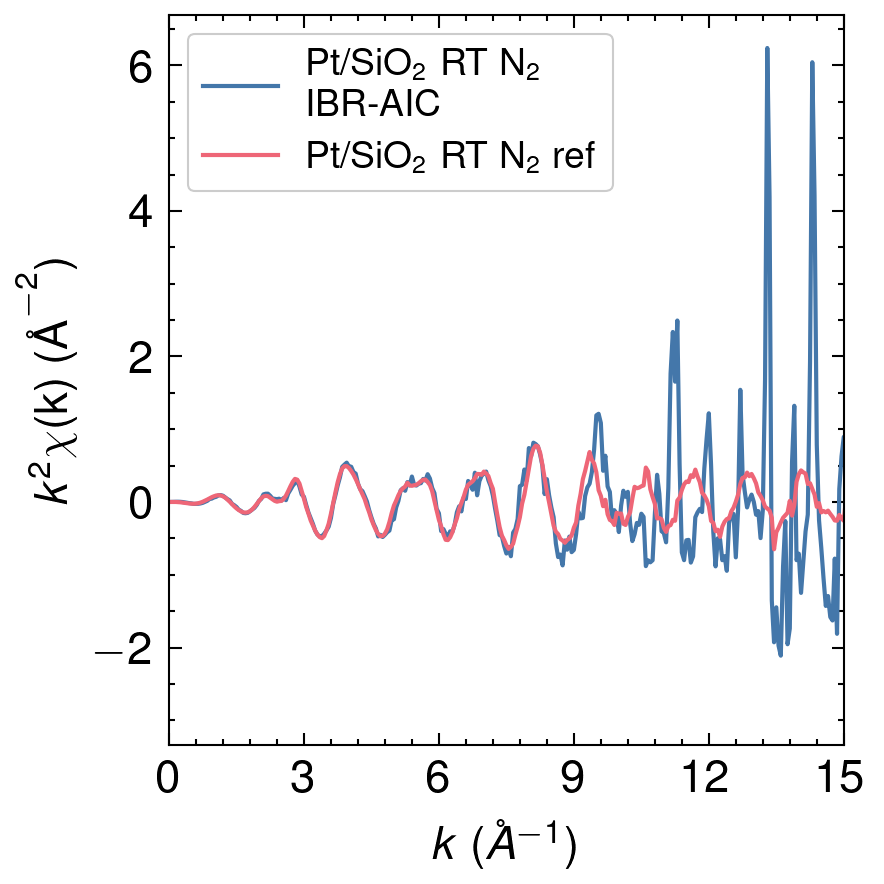 Pt/SiO₂ RT N₂
IBR-AIC
Pt/SiO₂ RT N₂ ref
6
4
2
0
−2
k²χ(k) (Å⁻²)
0 3 6 9 12 15
k (Å⁻¹)